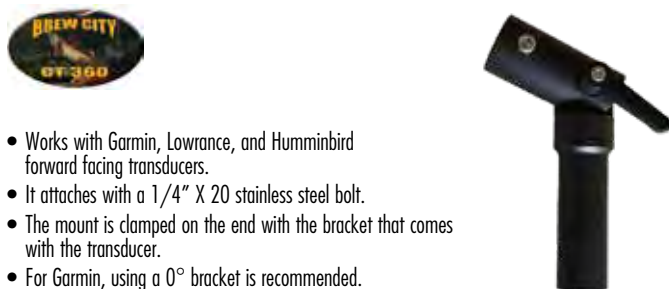 BREW CITY
CT-360
• Works with Garmin, Lowrance, and Humminbird
forward facing transducers.
• It attaches with a 1/4" X 20 stainless steel bolt.
• The mount is clamped on the end with the bracket that comes
with the transducer.
• For Garmin, using a 0° bracket is recommended.